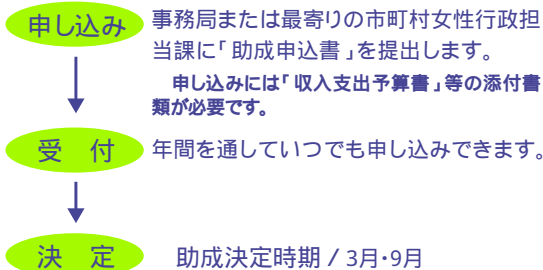 申し込み
事務局または最寄りの市町村女性行政担
当課に「助成申込書」を提出します。
申し込みには「収入支出予算書」等の添付書
類が必要です。
受 付
年間を通していつでも申し込みできます。
決 定
助成決定時期 / 3月・9月